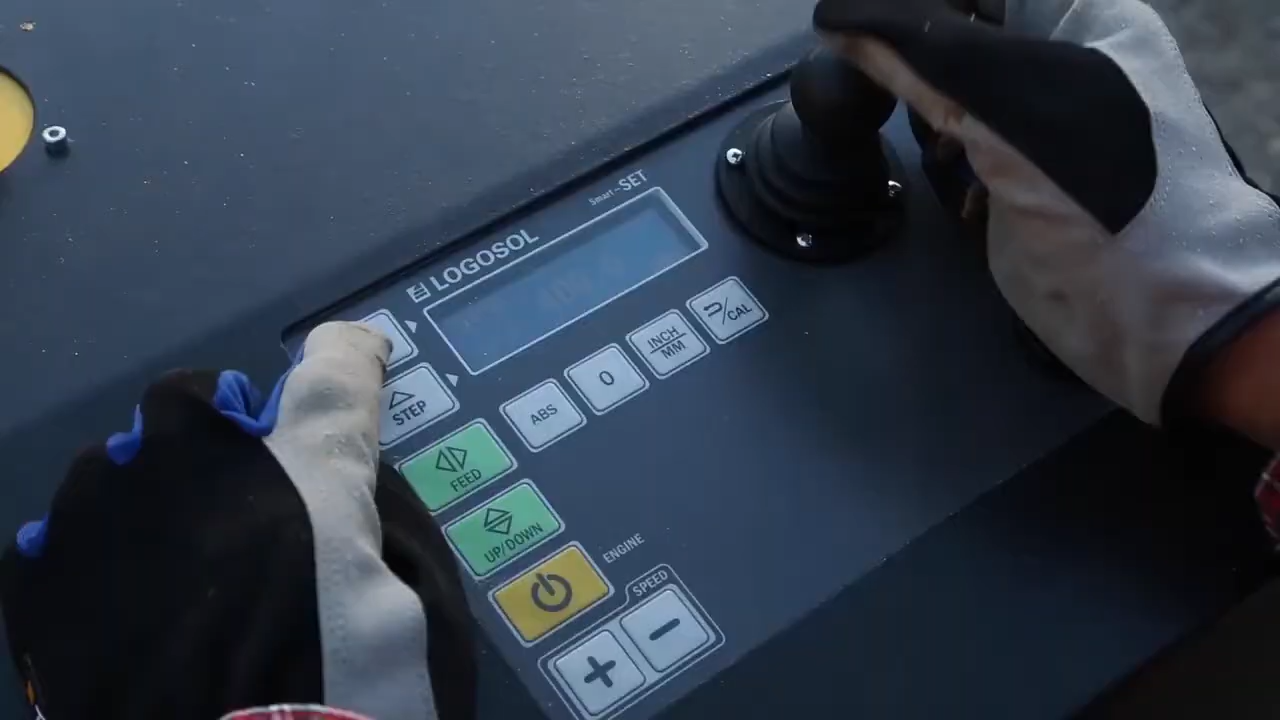 Smart-SET
LOGOSOL
STEP
ABS
0
INCH
MM
/CAL
FEED
UP/DOWN
ENGINE
SPEED
+
-